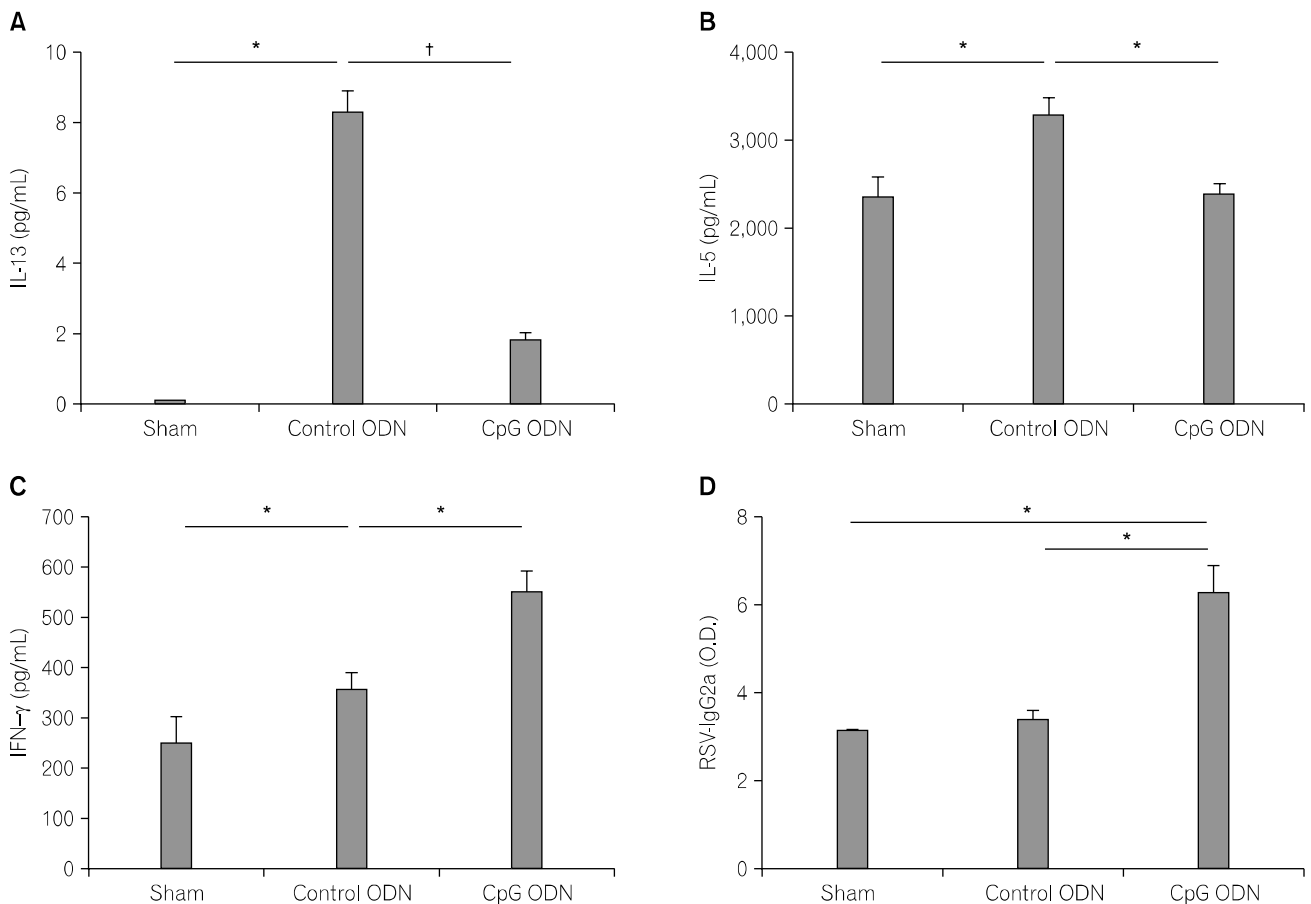 A
IL-13 (pg/mL)
10
8
6
4
2
0
*
†
Sham
Control ODN
CpG ODN
B
IL-5 (pg/mL)
4,000
3,000
2,000
1,000
0
*
*
Sham
Control ODN
CpG ODN
C
IFN–γ (pg/mL)
700
600
500
400
300
200
100
0
*
*
Sham
Control ODN
CpG ODN
D
RSV-IgG2a (O.D.)
8
6
4
2
0
*
*
Sham
Control ODN
CpG ODN